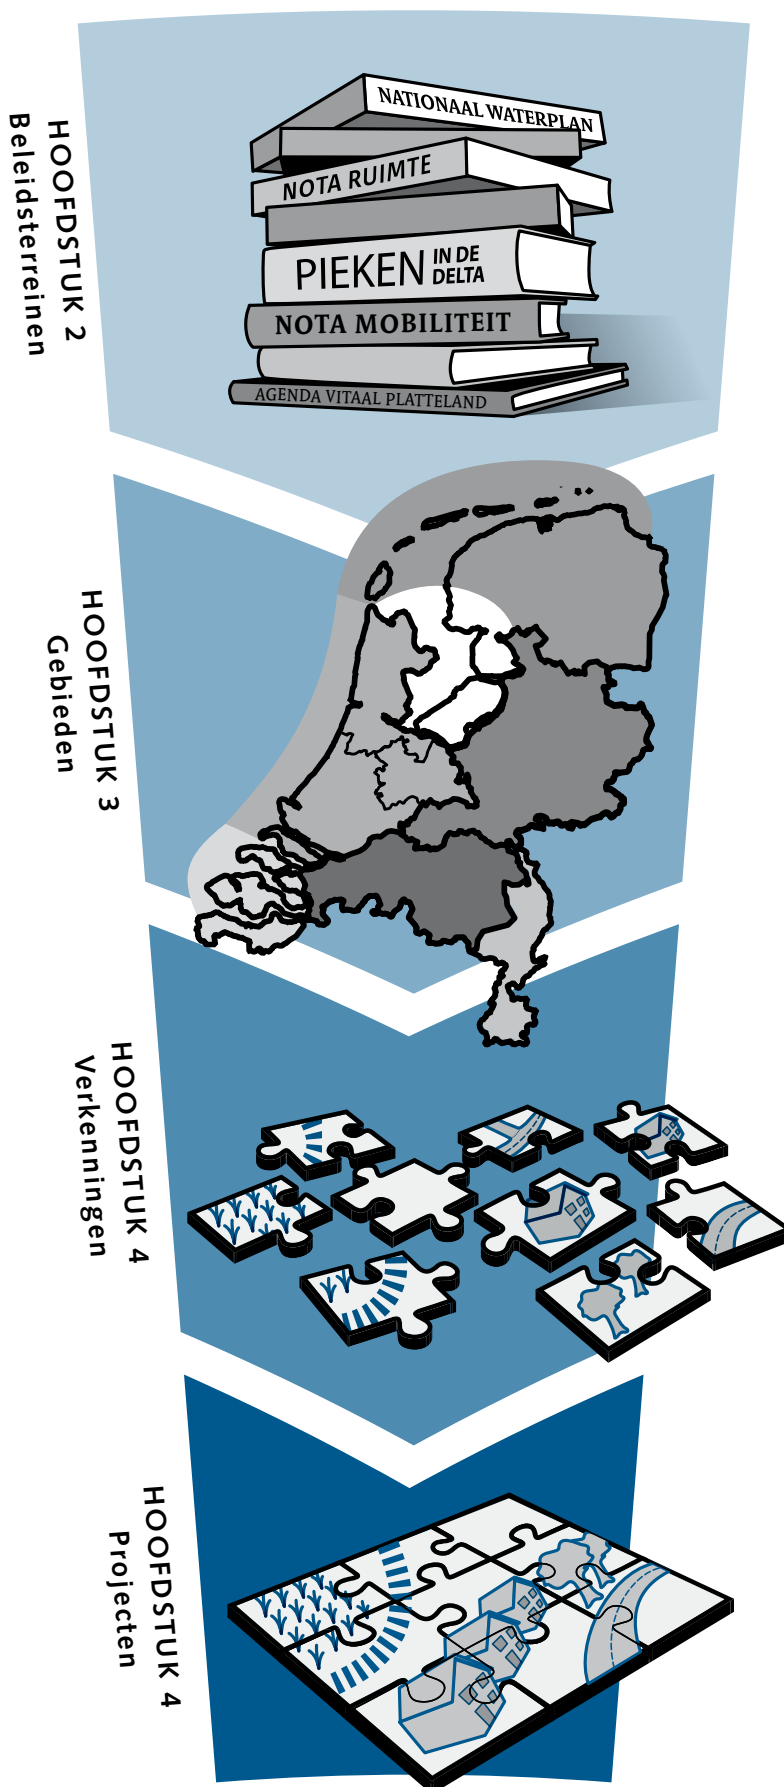 HOOFDSTUK 2
Beleidsterreinen
NATIONAAL WATERPLAN
NOTA RUIMTE
PIEKEN IN DE
DELTA
NOTA MOBILITEIT
AGENDA VITAAL PLATTELAND
HOOFDSTUK 3
Gebieden
HOOFDSTUK 4
Verkenningen
HOOFDSTUK 4
Projecten